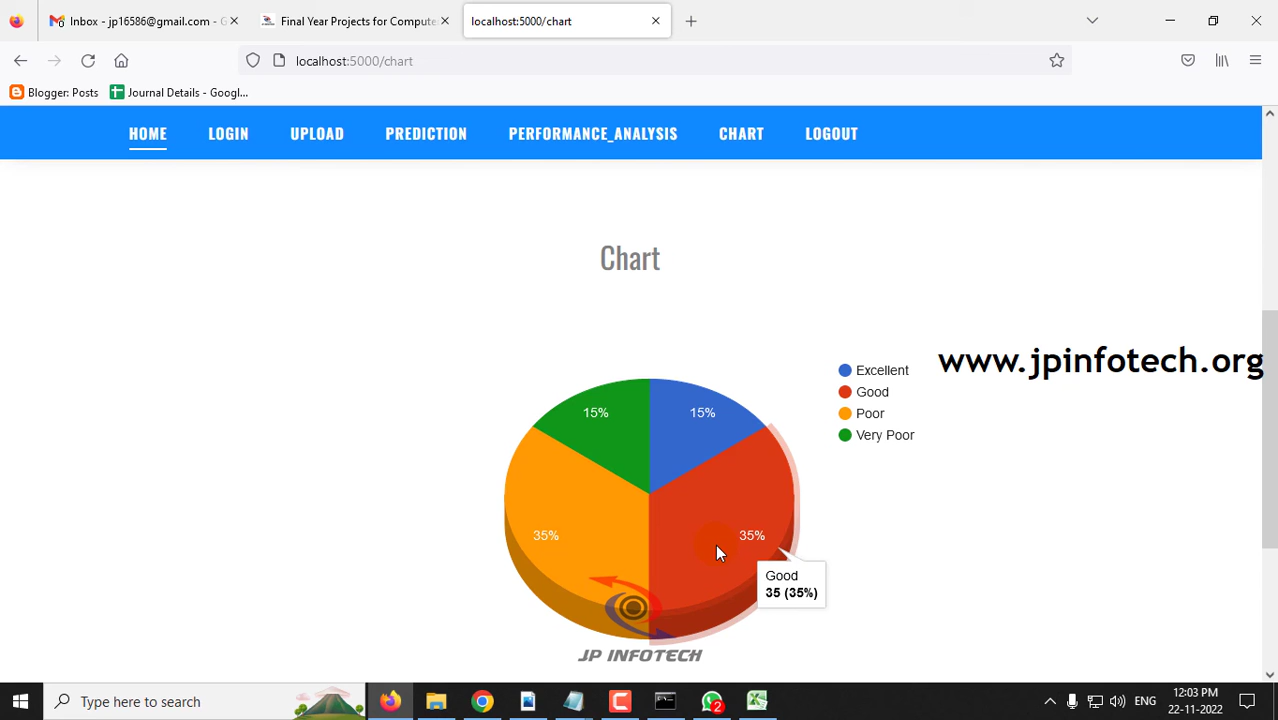 Inbox - jp16586@gmail.com - G
Final Year Projects for Compute
localhost:5000/chart
localhost:5000/chart
Blogger: Posts
Journal Details - Googl...
HOME
LOGIN
UPLOAD
PREDICTION
PERFORMANCE_ANALYSIS
CHART
LOGOUT
Chart
www.jpinfotech.org
Excellent
Good
Poor
Very Poor
15%
15%
35%
35%
Good
35 (35%)
JP INFOTECH
Type here to search
2
ENG
12:03 PM
22-11-2022